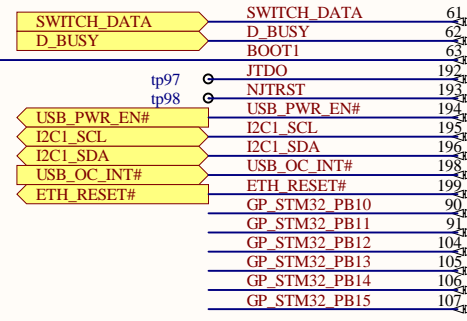 SWITCH_DATA SWITCH_DATA 61
D_BUSY D_BUSY 62
BOOT1 63
tp97 JTDO 192
tp98 NJTRST 193
USB_PWR_EN# USB_PWR_EN# 194
I2C1_SCL I2C1_SCL 195
I2C1_SDA I2C1_SDA 196
USB_OC_INT# USB_OC_INT# 198
ETH_RESET# ETH_RESET# 199
GP_STM32_PB10 90
GP_STM32_PB11 91
GP_STM32_PB12 104
GP_STM32_PB13 105
GP_STM32_PB14 106
GP_STM32_PB15 107